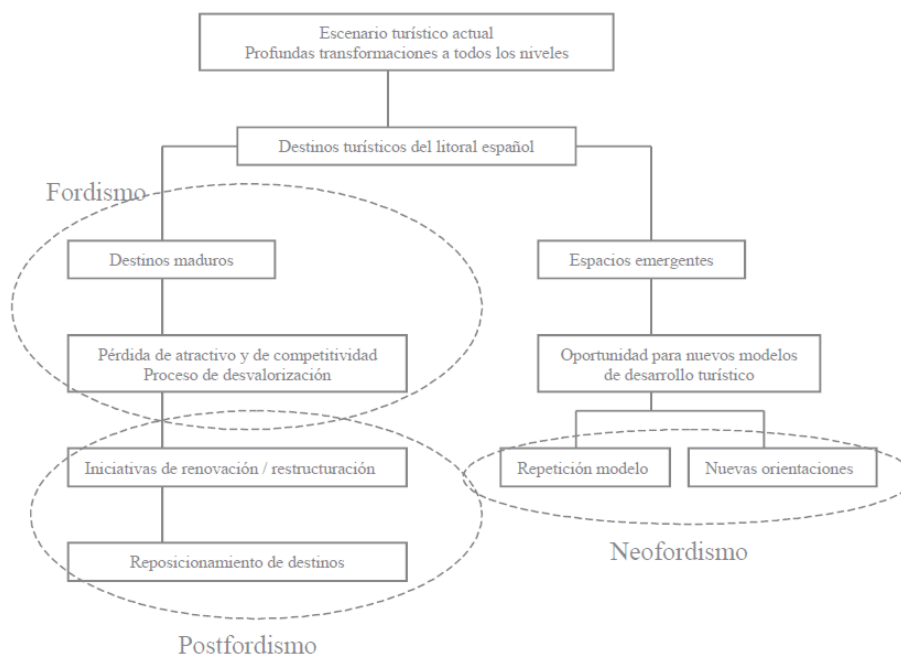 Escenario turístico actual
Profundas transformaciones a todos los niveles
Destinos turísticos del litoral español
Fordismo
Destinos maduros
Espacios emergentes
Pérdida de atractivo y de competitividad
Proceso de desvalorización
Oportunidad para nuevos modelos
de desarrollo turístico
Iniciativas de renovación / restructuración
Repetición modelo
Nuevas orientaciones
Neofordismo
Reposicionamiento de destinos
Postfordismo